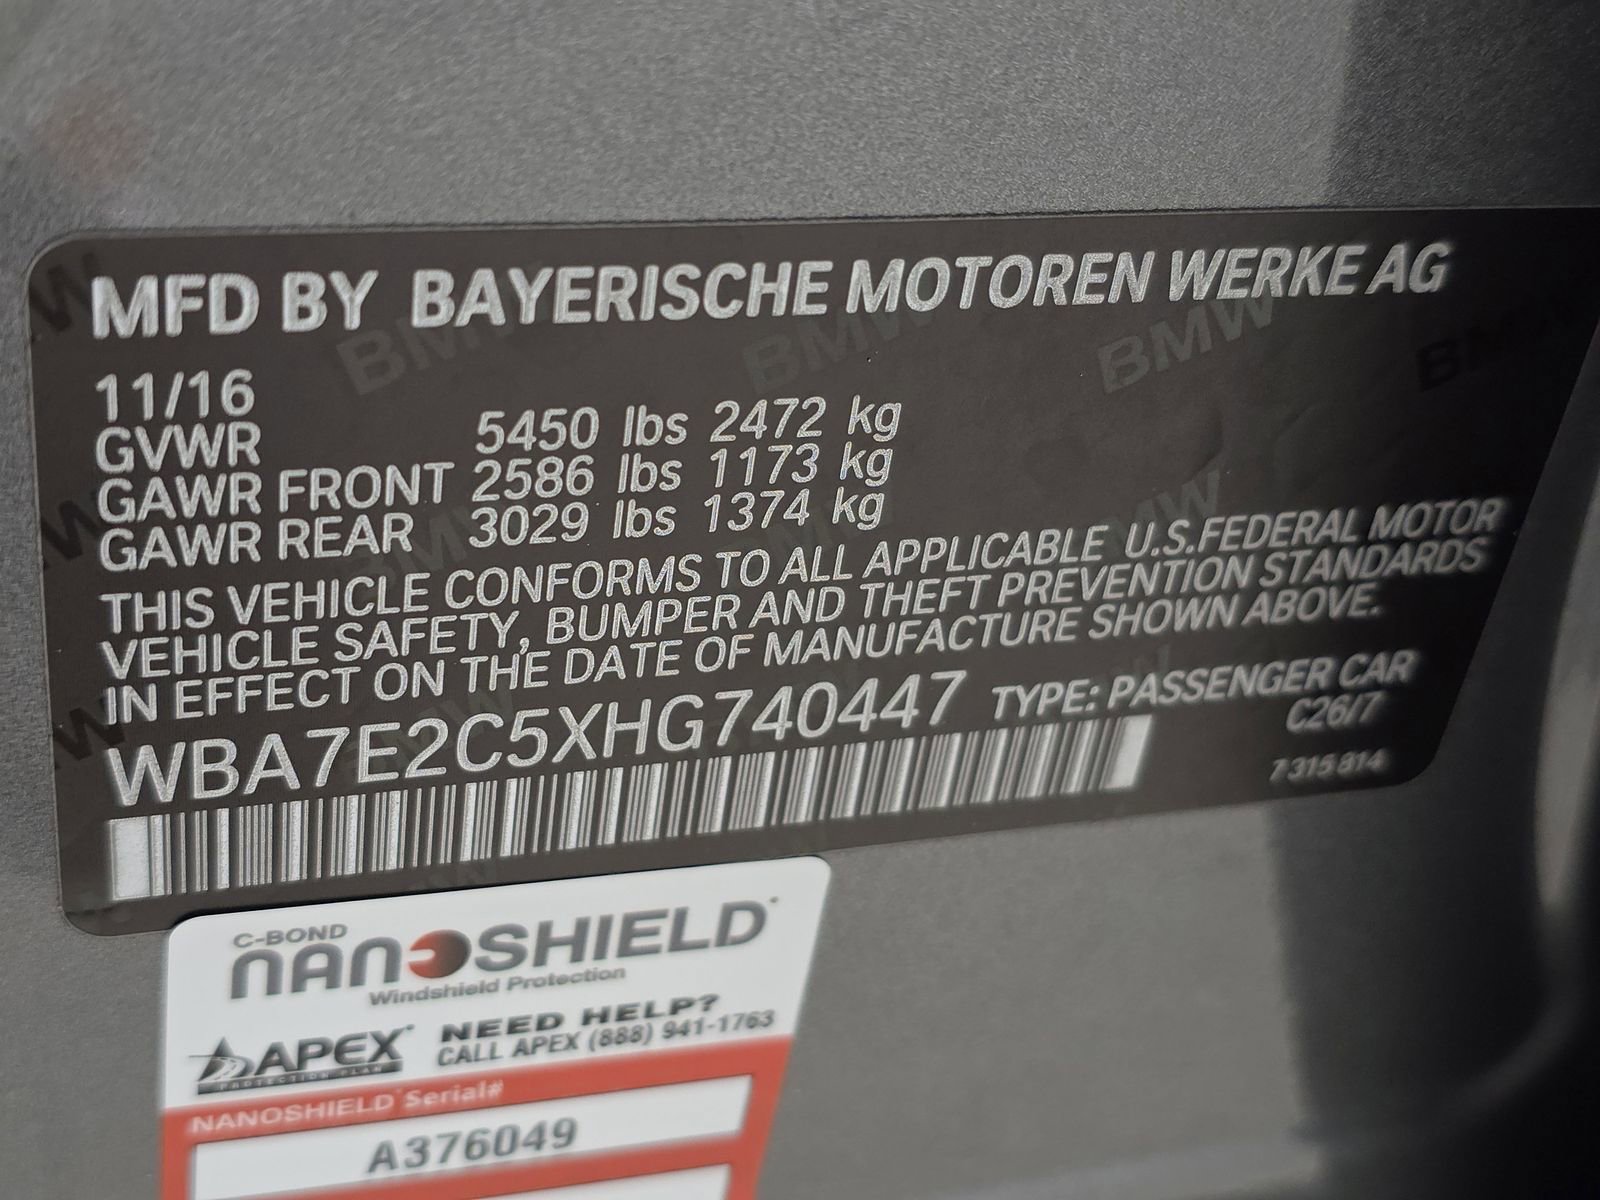 MFD BY BAYERISCHE MOTOREN WERKE AG
11/16
GVWR 5450 lbs 2472 kg
GAWR FRONT 2586 lbs 1173 kg
GAWR REAR 3029 lbs 1374 kg
THIS VEHICLE CONFORMS TO ALL APPLICABLE U.S.FEDERAL MOTOR
VEHICLE SAFETY, BUMPER AND THEFT PREVENTION STANDARDS
IN EFFECT ON THE DATE OF MANUFACTURE SHOWN ABOVE.
WBA7E2C5XHG740447 TYPE: PASSENGER CAR
C26/7
7 315 814
C-BOND
NANOSHIELD
Windshield Protection
APEX
PROTECTION PLAN
NEED HELP?
CALL APEX (888) 941-1763
NANOSHIELD Serial#
A376049